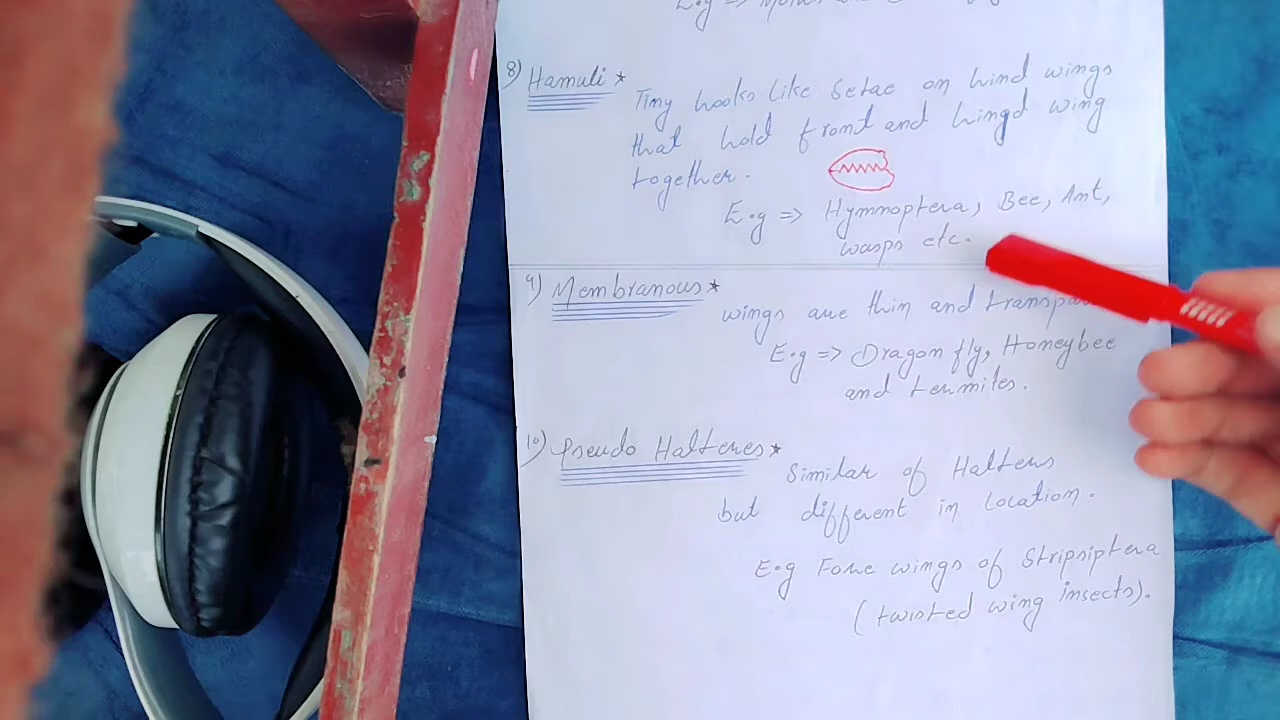 E.g =>
8) Hamuli * Tiny hooks like Setae on hind wings
that hold front and hingd wing
together.
E.g => Hymnoptera, Bee, Ant,
wasps etc.
9) Membranous *
wings are thin and
E.g => Dragon fly, Honeybee
and termites.
10) Pseudo Halteres *
Similar of Halters
but different in Location.
E.g Fore wings of Stripsiptera
(twisted wing insects).